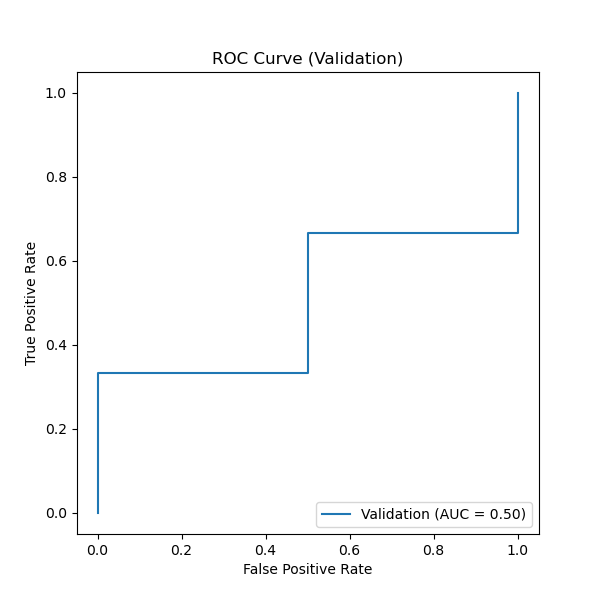 ROC Curve (Validation)
1.0
0.8
0.6
0.4
0.2
0.0
True Positive Rate
Validation (AUC = 0.50)
0.0 0.2 0.4 0.6 0.8 1.0
False Positive Rate